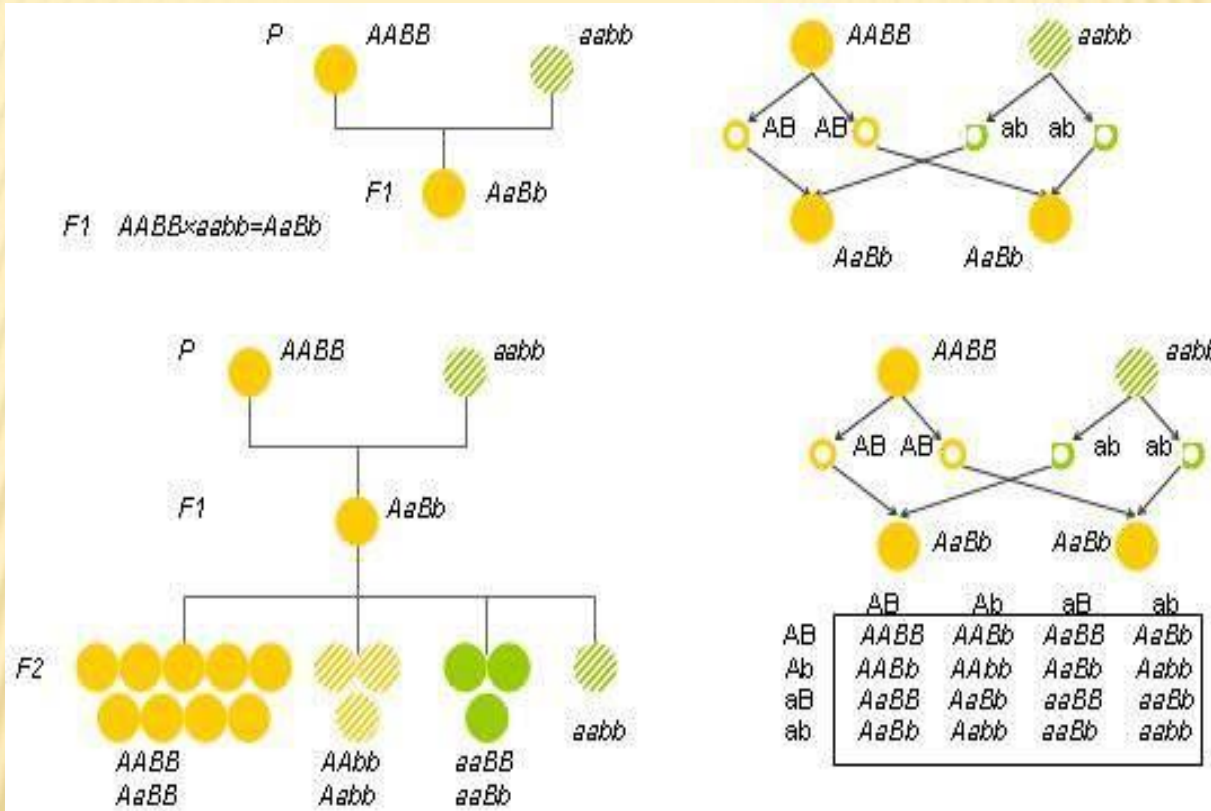 P AABB aabb
F1 AaBb
F1 AABB×aabb=AaBb
AABB aabb
AB AB ab ab
AaBb AaBb
P AABB aabb
F1 AaBb
F2
AABB AAbb aaBB aabb
AaBB Aabb aaBb
AABB aabb
AB AB ab ab
AaBb AaBb
AB Ab aB ab
AB AABB AABb AaBB AaBb
Ab AABb AAbb AaBb Aabb
aB AaBB AaBb aaBB aaBb
ab AaBb Aabb aaBb aabb